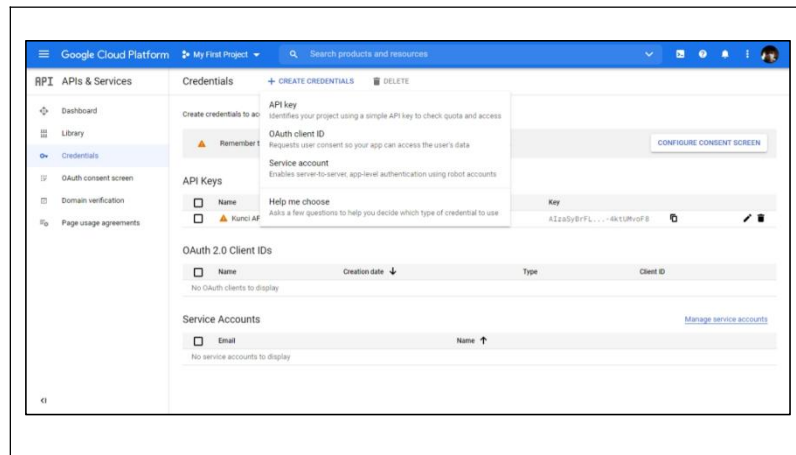 Google Cloud Platform My First Project Search products and resources
API APIs & Services Credentials + CREATE CREDENTIALS DELETE
Dashboard
Library
Credentials
OAuth consent screen
Domain verification
Page usage agreements
Create credentials to ac
API key
Identifies your project using a simple API key to check quota and access
OAuth client ID
Requests user consent so your app can access the user's data
Service account
Enables server-to-server, app-level authentication using robot accounts
Help me choose
Asks a few questions to help you decide which type of credential to use
Remember t
CONFIGURE CONSENT SCREEN
API Keys
Name Key
Kunci AF AIzaSyBrFL...-4ktUMvoF8
OAuth 2.0 Client IDs
Name Creation date Type Client ID
No OAuth clients to display
Service Accounts Manage service accounts
Email Name
No service accounts to display